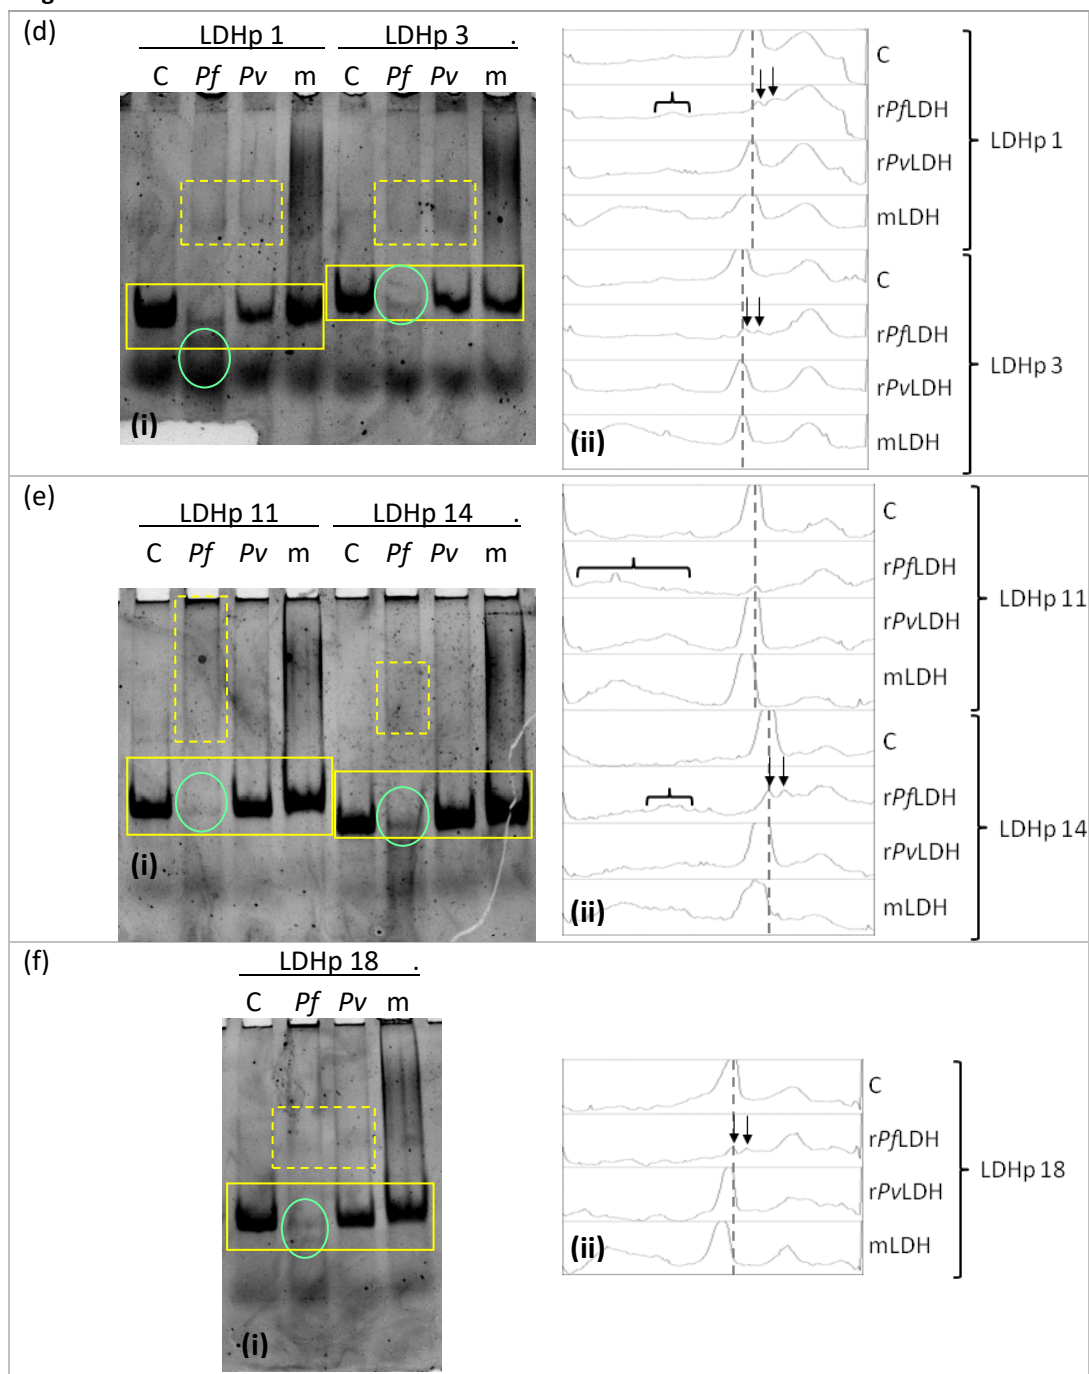 (d)
LDHp 1 LDHp 3 .
C Pf Pv m C Pf Pv m
(i)
C
rPfLDH
rPvLDH
mLDH
LDHp 1
C
rPfLDH
rPvLDH
mLDH
LDHp 3
(ii)
(e)
LDHp 11 LDHp 14 .
C Pf Pv m C Pf Pv m
(i)
C
rPfLDH
rPvLDH
mLDH
LDHp 11
C
rPfLDH
rPvLDH
mLDH
LDHp 14
(ii)
(f)
LDHp 18 .
C Pf Pv m
(i)
C
rPfLDH
rPvLDH
mLDH
LDHp 18
(ii)